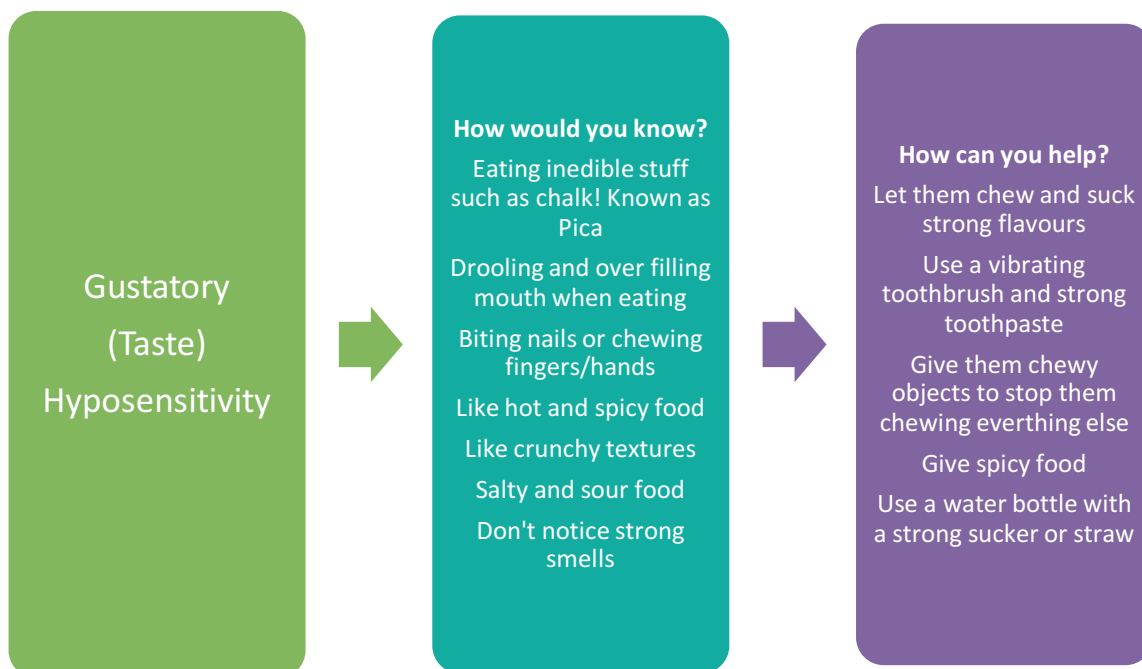 Gustatory
(Taste)
Hyposensitivity
How would you know?
Eating inedible stuff
such as chalk! Known as
Pica
Drooling and over filling
mouth when eating
Biting nails or chewing
fingers/hands
Like hot and spicy food
Like crunchy textures
Salty and sour food
Don't notice strong
smells
How can you help?
Let them chew and suck
strong flavours
Use a vibrating
toothbrush and strong
toothpaste
Give them chewy
objects to stop them
chewing everthing else
Give spicy food
Use a water bottle with
a strong sucker or straw